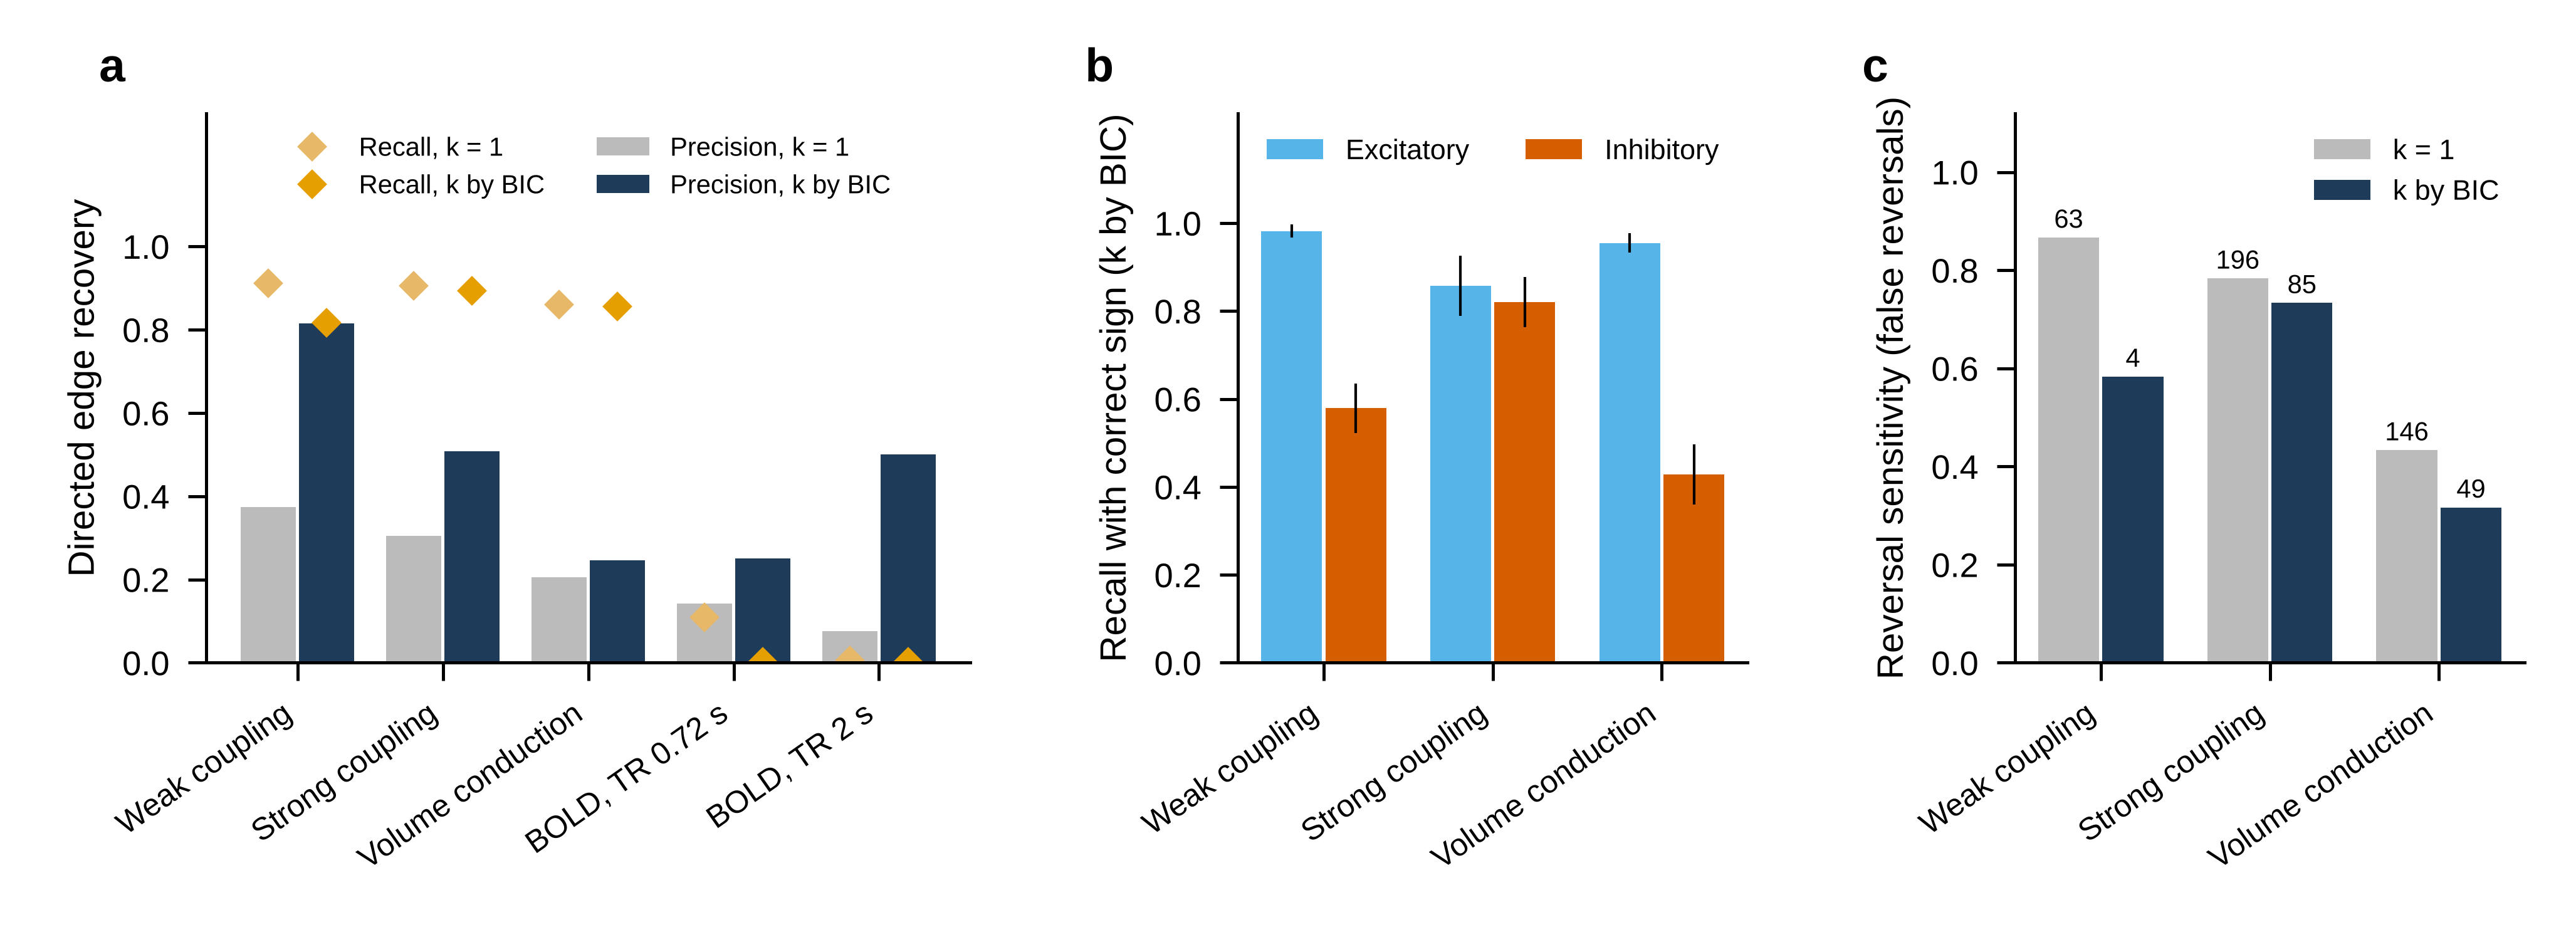 a
Recall, k = 1
Recall, k by BIC
Precision, k = 1
Precision, k by BIC
Directed edge recovery
1.0
0.8
0.6
0.4
0.2
0.0
Weak coupling
Strong coupling
Volume conduction
BOLD, TR 0.72 s
BOLD, TR 2 s
b
Excitatory
Inhibitory
Recall with correct sign (k by BIC)
1.0
0.8
0.6
0.4
0.2
0.0
Weak coupling
Strong coupling
Volume conduction
c
k = 1
k by BIC
Reversal sensitivity (false reversals)
1.0
0.8
0.6
0.4
0.2
0.0
63
4
196
85
146
49
Weak coupling
Strong coupling
Volume conduction